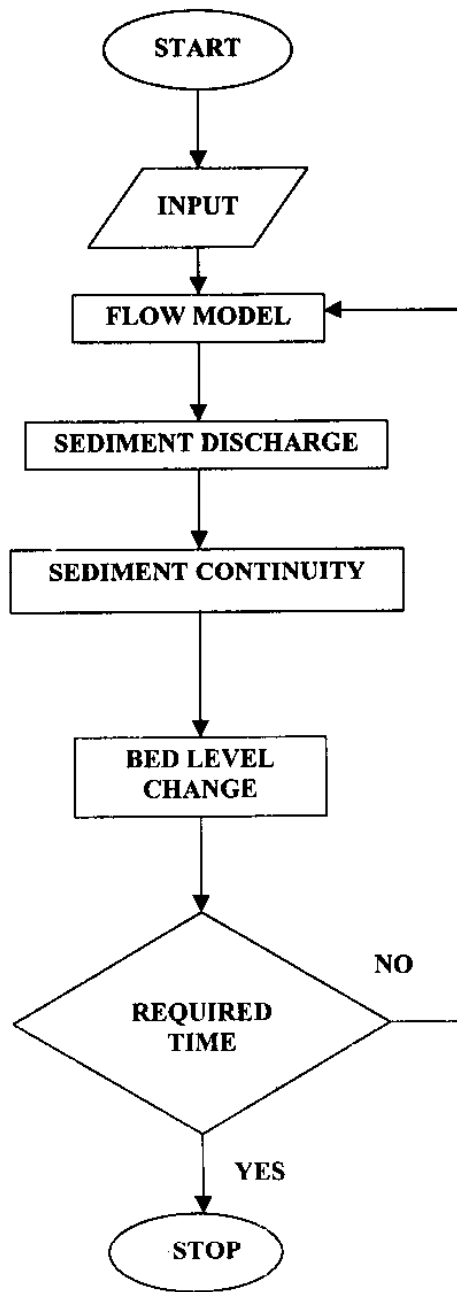 START
INPUT
FLOW MODEL
SEDIMENT DISCHARGE
SEDIMENT CONTINUITY
BED LEVEL
CHANGE
NO
REQUIRED
TIME
YES
STOP